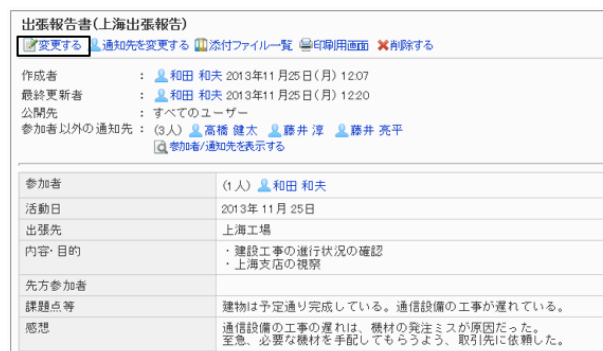 出張報告書(上海出張報告)
変更する 通知先を変更する 添付ファイル一覧 印刷用画面 削除する
作成者 : 和田 和夫 2013年11月25日(月) 12:07
最終更新者 : 和田 和夫 2013年11月25日(月) 12:20
公開先 : すべてのユーザー
参加者以外の通知先 : (3人) 高橋 健太 藤井 淳 藤井 亮平
参加者/通知先を表示する
参加者 (1人) 和田 和夫
活動日 2013年 11月 25日
出張先 上海工場
内容・目的 ・建設工事の進行状況の確認
・上海支店の視察
先方参加者
課題点等 建物は予定通り完成している。通信設備の工事が遅れている。
感想 通信設備の工事の遅れは、機材の発注ミスが原因だった。
至急、必要な機材を手配してもらうよう、取引先に依頼した。